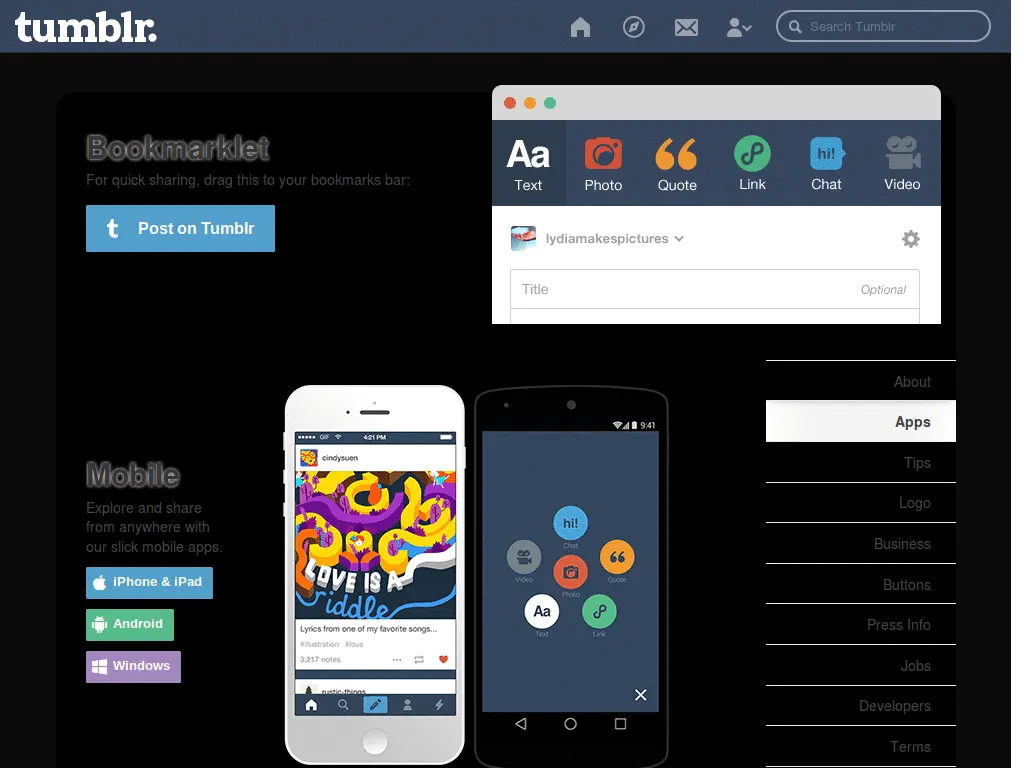 tumblr.
Search Tumblr
Bookmarklet
For quick sharing, drag this to your bookmarks bar:
t Post on Tumblr
Aa
hi!
Text
Photo
Quote
Link
Chat
Video
lydiamakespictures
Title
Optional
About
Apps
Tips
Logo
Business
Buttons
Press Info
Jobs
Developers
Terms
Mobile
Explore and share
from anywhere with
our slick mobile apps.
iPhone & iPad
Android
Windows
GIF 4:21 PM
cindysuen
LOVE IS A
riddle
Lyrics from one of my favorite songs...
#illustration #love
3,217 notes
rustic-things
9:41
hi!
Chat
Video
Quote
Photo
Aa
Text
Link